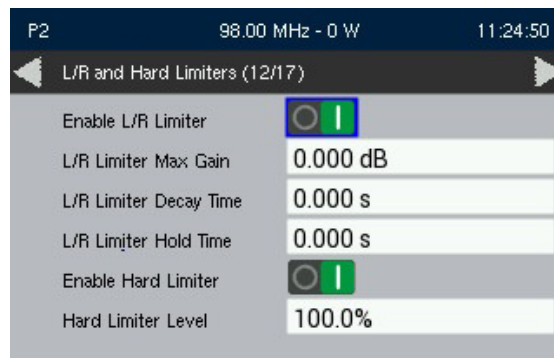 P2 98.00 MHz - 0 W 11:24:50
L/R and Hard Limiters (12/17)
Enable L/R Limiter
L/R Limiter Max Gain 0.000 dB
L/R Limiter Decay Time 0.000 s
L/R Limiter Hold Time 0.000 s
Enable Hard Limiter
Hard Limiter Level 100.0%